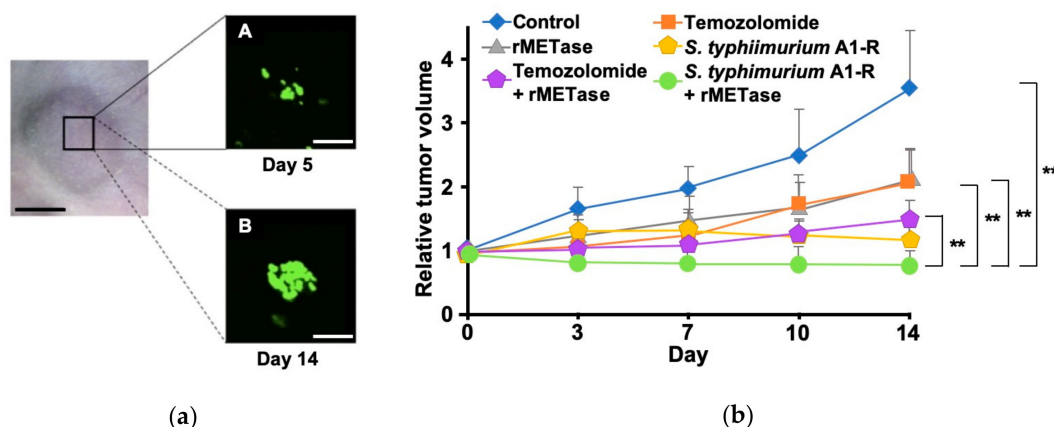 A
Day 5
B
Day 14
(a)
Control
Temozolomide
rMETase
S. typhiimurium A1-R
Temozolomide
+ rMETase
S. typhimurium A1-R
+ rMETase
Relative tumor volume
4
3
2
1
0
0 3 7 10 14
Day
**
**
**
**
(b)